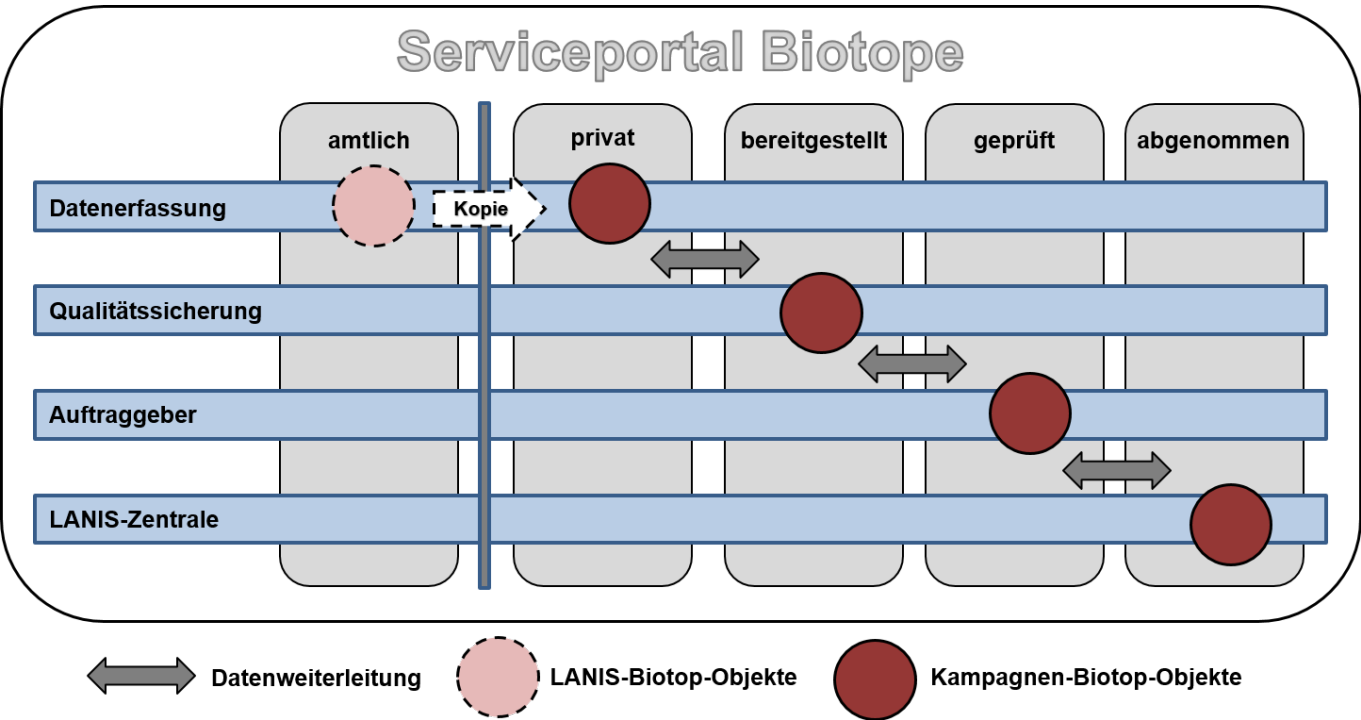 Serviceportal Biotope
amtlich
privat
bereitgestellt
geprüft
abgenommen
Datenerfassung
Kopie
Qualitätssicherung
Auftraggeber
LANIS-Zentrale
Datenweiterleitung
LANIS-Biotop-Objekte
Kampagnen-Biotop-Objekte